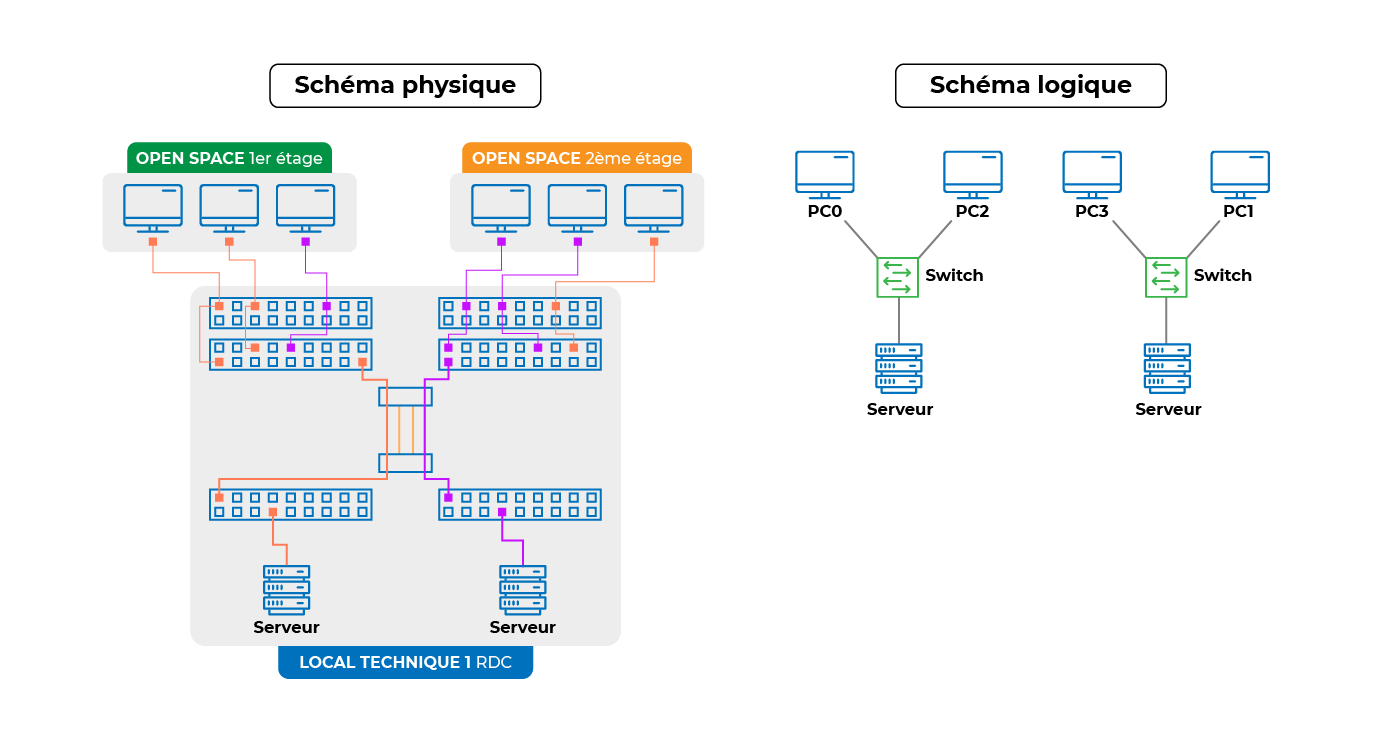 Schéma physique
OPEN SPACE 1er étage
OPEN SPACE 2ème étage
Serveur
Serveur
LOCAL TECHNIQUE 1 RDC
Schéma logique
PC0
PC2
PC3
PC1
Switch
Switch
Serveur
Serveur